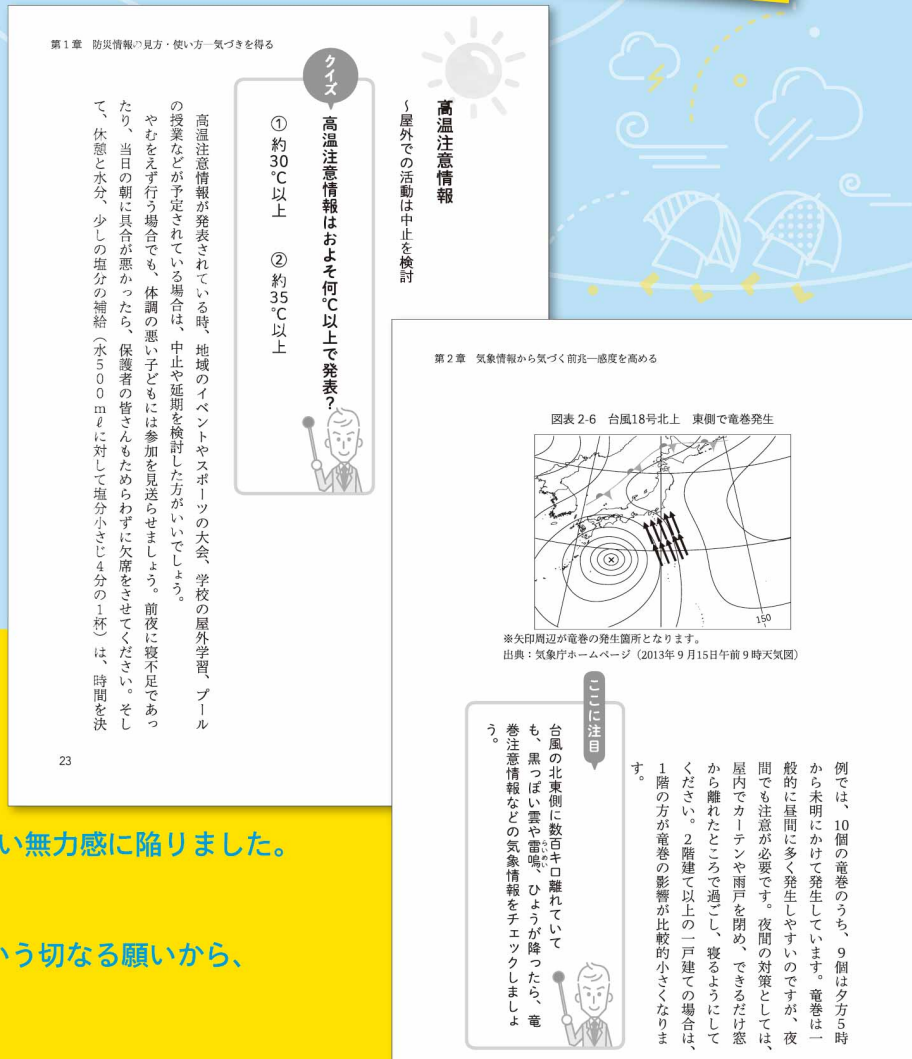 第1章 防災情報の見方・使い方―気づきを得る
高温注意情報
～屋外での活動は中止を検討
クイズ
高温注意情報はおよそ何℃以上で発表?
① 約30℃以上 ② 約35℃以上
高温注意情報が発表されている時、地域のイベントやスポーツの大会、学校の屋外学習、プール
の授業などが予定されている場合は、中止や延期を検討した方がいいでしょう。
やむをえず行う場合でも、体調の悪い子どもには参加を見送らせましょう。前夜に寝不足であっ
たり、当日の朝に具合が悪かったら、保護者の皆さんもためらわずに欠席をさせてください。そし
て、休憩と水分、少しの塩分の補給(水500mℓに対して塩分小さじ4分の1杯)は、時間を決
23
第2章 気象情報から気づく前兆―感度を高める
図表2-6 台風18号北上 東側で竜巻発生
150
※矢印周辺が竜巻の発生箇所となります。
出典:気象庁ホームページ(2013年9月15日午前9時天気図)
例では、10個の竜巻のうち、9個は夕方5時
から未明にかけて発生しています。竜巻は一
般的に昼間に多く発生しやすいのですが、夜
間でも注意が必要です。夜間の対策としては、
屋内でカーテンや雨戸を閉め、できるだけ窓
から離れたところで過ごし、寝るようにして
ください。2階建て以上の一戸建ての場合は、
1階の方が竜巻の影響が比較的小さくなりま
す。
ここに注目
台風の北東側に数百キロ離れていて
も、黒っぽい雲や雷鳴、ひょうが降ったら、竜
巻注意情報などの気象情報をチェックしましょ
う。
らいめい
い無力感に陥りました。
いう切なる願いから、